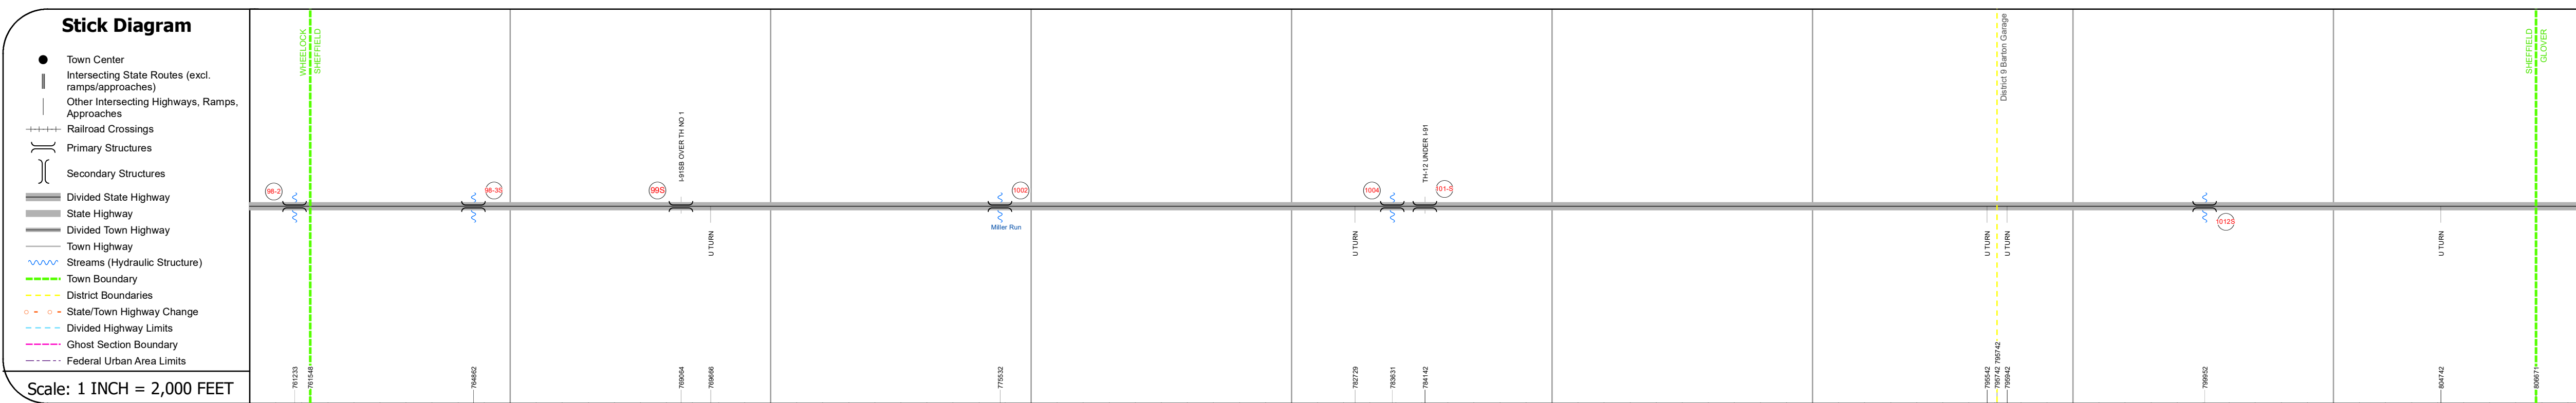 Stick Diagram
Town Center
Intersecting State Routes (excl.
ramps/approaches)
Other Intersecting Highways, Ramps,
Approaches
Railroad Crossings
Primary Structures
Secondary Structures
Divided State Highway
State Highway
Divided Town Highway
Town Highway
Streams (Hydraulic Structure)
Town Boundary
District Boundaries
State/Town Highway Change
Divided Highway Limits
Ghost Section Boundary
Federal Urban Area Limits
Scale: 1 INCH = 2,000 FEET
WHEELOCK
SHEFFIELD
District 9 Barton Garage
SHEFFIELD
GLOVER
I-91SB OVER TH NO 1
TH-12 UNDER I-91
98-2
99S
1002
1004
1012S
Miller Run
U TURN
U TURN
U TURN
U TURN
U TURN
761233
761548
764862
769064
769666
775532
782729
783631
784142
795542
795742
795742
795942
799952
804742
806671